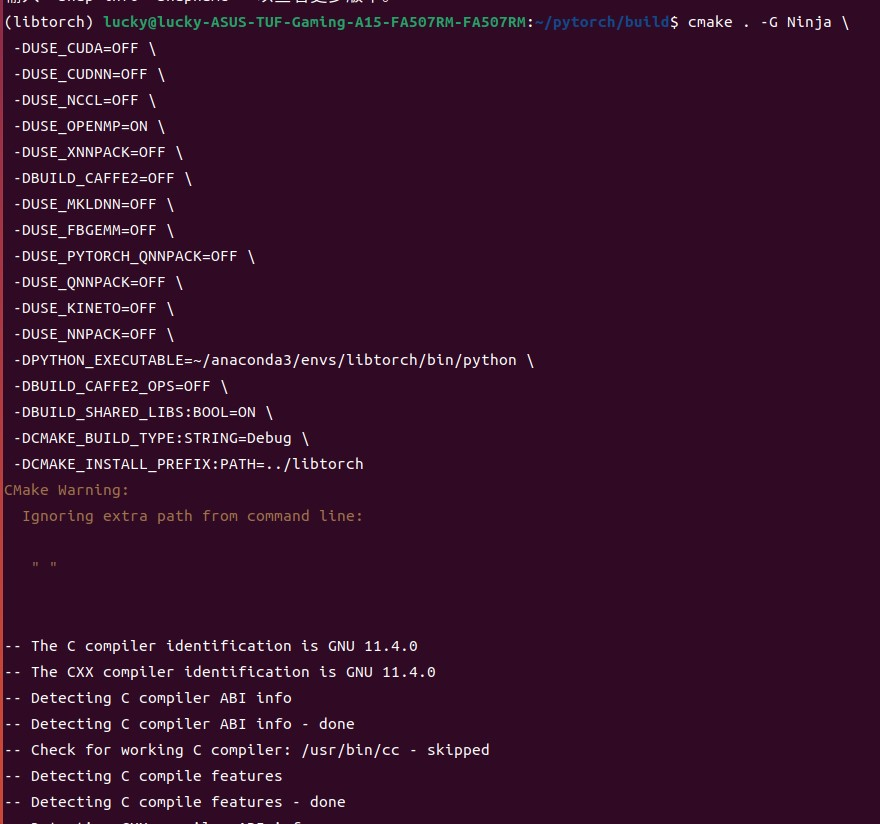 (libtorch) lucky@lucky-ASUS-TUF-Gaming-A15-FA507RM-FA507RM:~/pytorch/build$ cmake . -G Ninja \
-DUSE_CUDA=OFF \
-DUSE_CUDNN=OFF \
-DUSE_NCCL=OFF \
-DUSE_OPENMP=ON \
-DUSE_XNNPACK=OFF \
-DBUILD_CAFFE2=OFF \
-DUSE_MKLDNN=OFF \
-DUSE_FBGEMM=OFF \
-DUSE_PYTORCH_QNNPACK=OFF \
-DUSE_QNNPACK=OFF \
-DUSE_KINETO=OFF \
-DUSE_NNPACK=OFF \
-DPYTHON_EXECUTABLE=~/anaconda3/envs/libtorch/bin/python \
-DBUILD_CAFFE2_OPS=OFF \
-DBUILD_SHARED_LIBS:BOOL=ON \
-DCMAKE_BUILD_TYPE:STRING=Debug \
-DCMAKE_INSTALL_PREFIX:PATH=../libtorch
CMake Warning:
Ignoring extra path from command line:
" "
-- The C compiler identification is GNU 11.4.0
-- The CXX compiler identification is GNU 11.4.0
-- Detecting C compiler ABI info
-- Detecting C compiler ABI info - done
-- Check for working C compiler: /usr/bin/cc - skipped
-- Detecting C compile features
-- Detecting C compile features - done